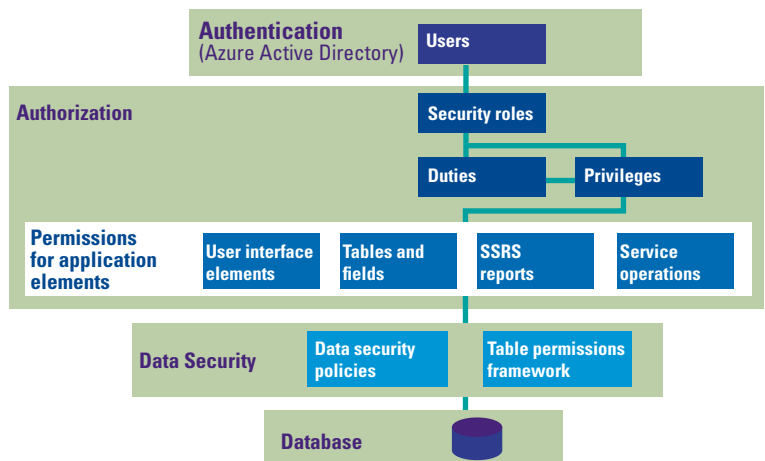 Authentication
(Azure Active Directory)
Users
Authorization
Security roles
Duties
Privileges
Permissions
for application
elements
User interface
elements
Tables and
fields
SSRS
reports
Service
operations
Data Security
Data security
policies
Table permissions
framework
Database